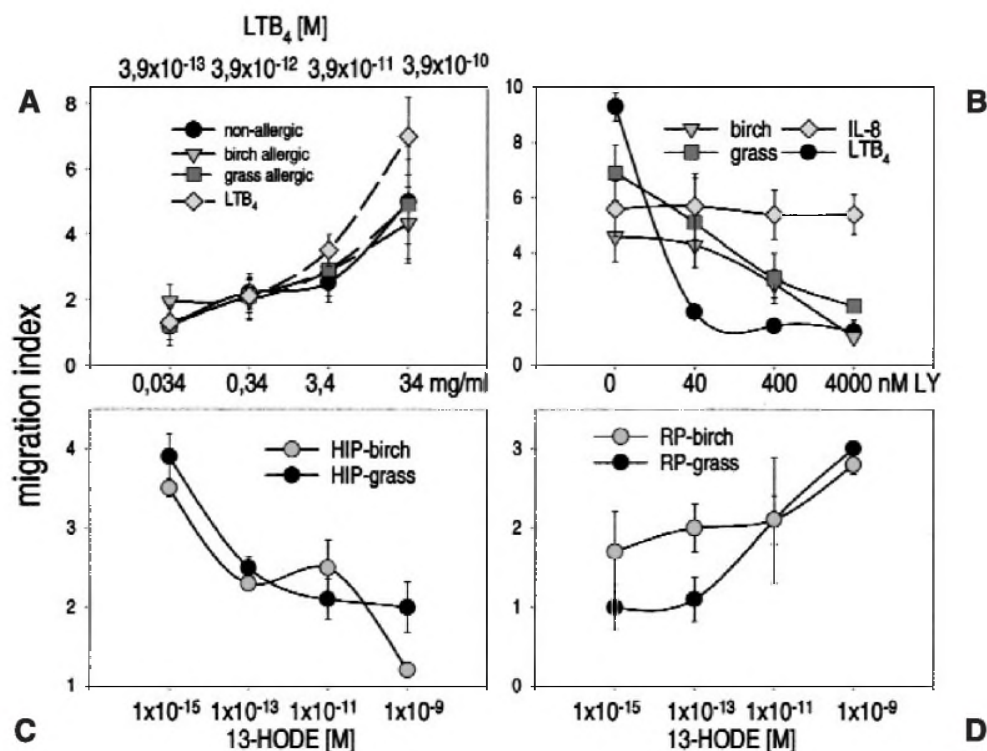 LTB4 [M]
3,9x10-13 3,9x10-12 3,9x10-11 3,9x10-10
A
8
6
4
2
0
non-allergic
birch allergic
grass allergic
LTB4
0,034 0,34 3,4 34 mg/ml
B
10
8
6
4
2
0
birch IL-8
grass LTB4
0 40 400 4000 nM LY
migration index
4
3
2
1
HIP-birch
HIP-grass
1x10-15 1x10-13 1x10-11 1x10-9
13-HODE [M]
C
3
2
1
0
RP-birch
RP-grass
1x10-15 1x10-13 1x10-11 1x10-9
13-HODE [M]
D